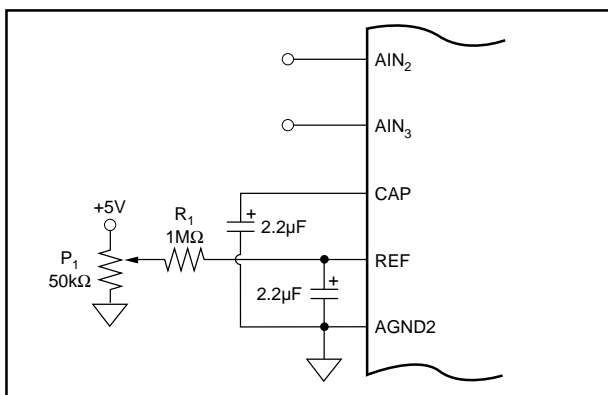 AIN₂
AIN₃
CAP
+5V
R₁
1MΩ
2.2µF
P₁
50kΩ
REF
2.2µF
AGND2